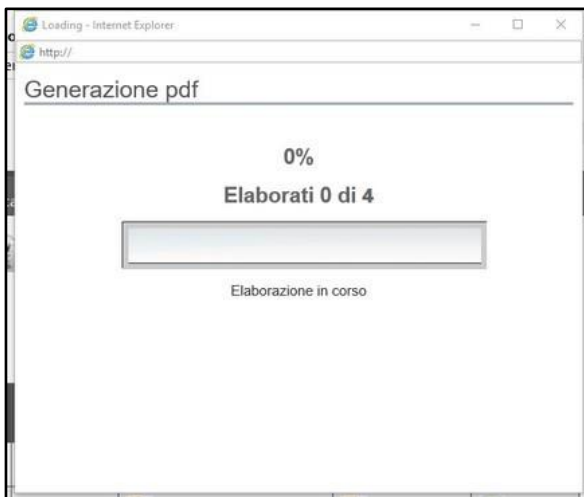 Loading - Internet Explorer
http://
Generazione pdf
0%
Elaborati 0 di 4
Elaborazione in corso